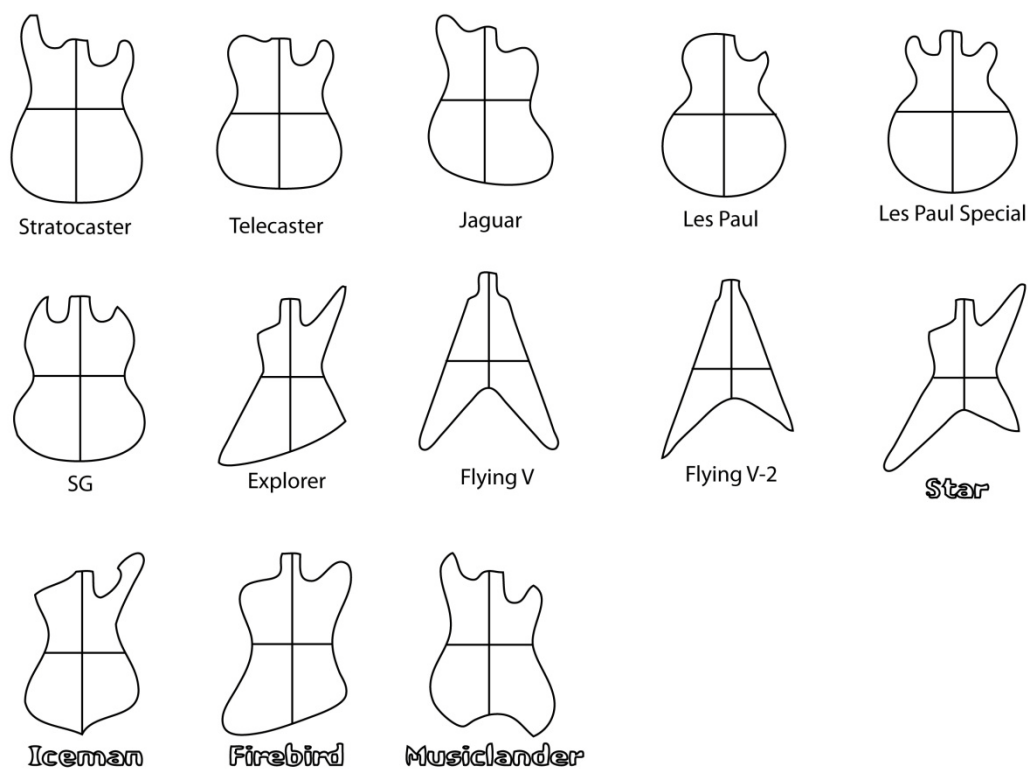 Stratocaster
Telecaster
Jaguar
Les Paul
Les Paul Special
SG
Explorer
Flying V
Flying V-2
Star
Iceman
Firebird
Musiclander